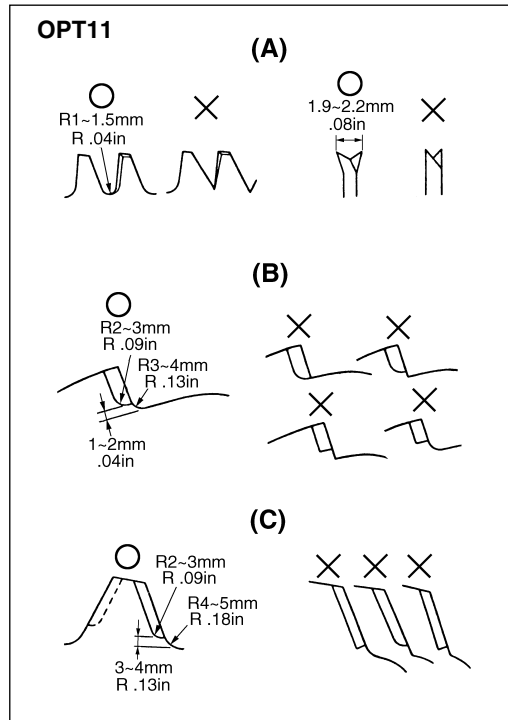 OPT11
(A)
R1~1.5mm
R .04in
1.9~2.2mm
.08in
(B)
R2~3mm
R .09in
R3~4mm
R .13in
1~2mm
.04in
(C)
R2~3mm
R .09in
R4~5mm
R .18in
3~4mm
R .13in